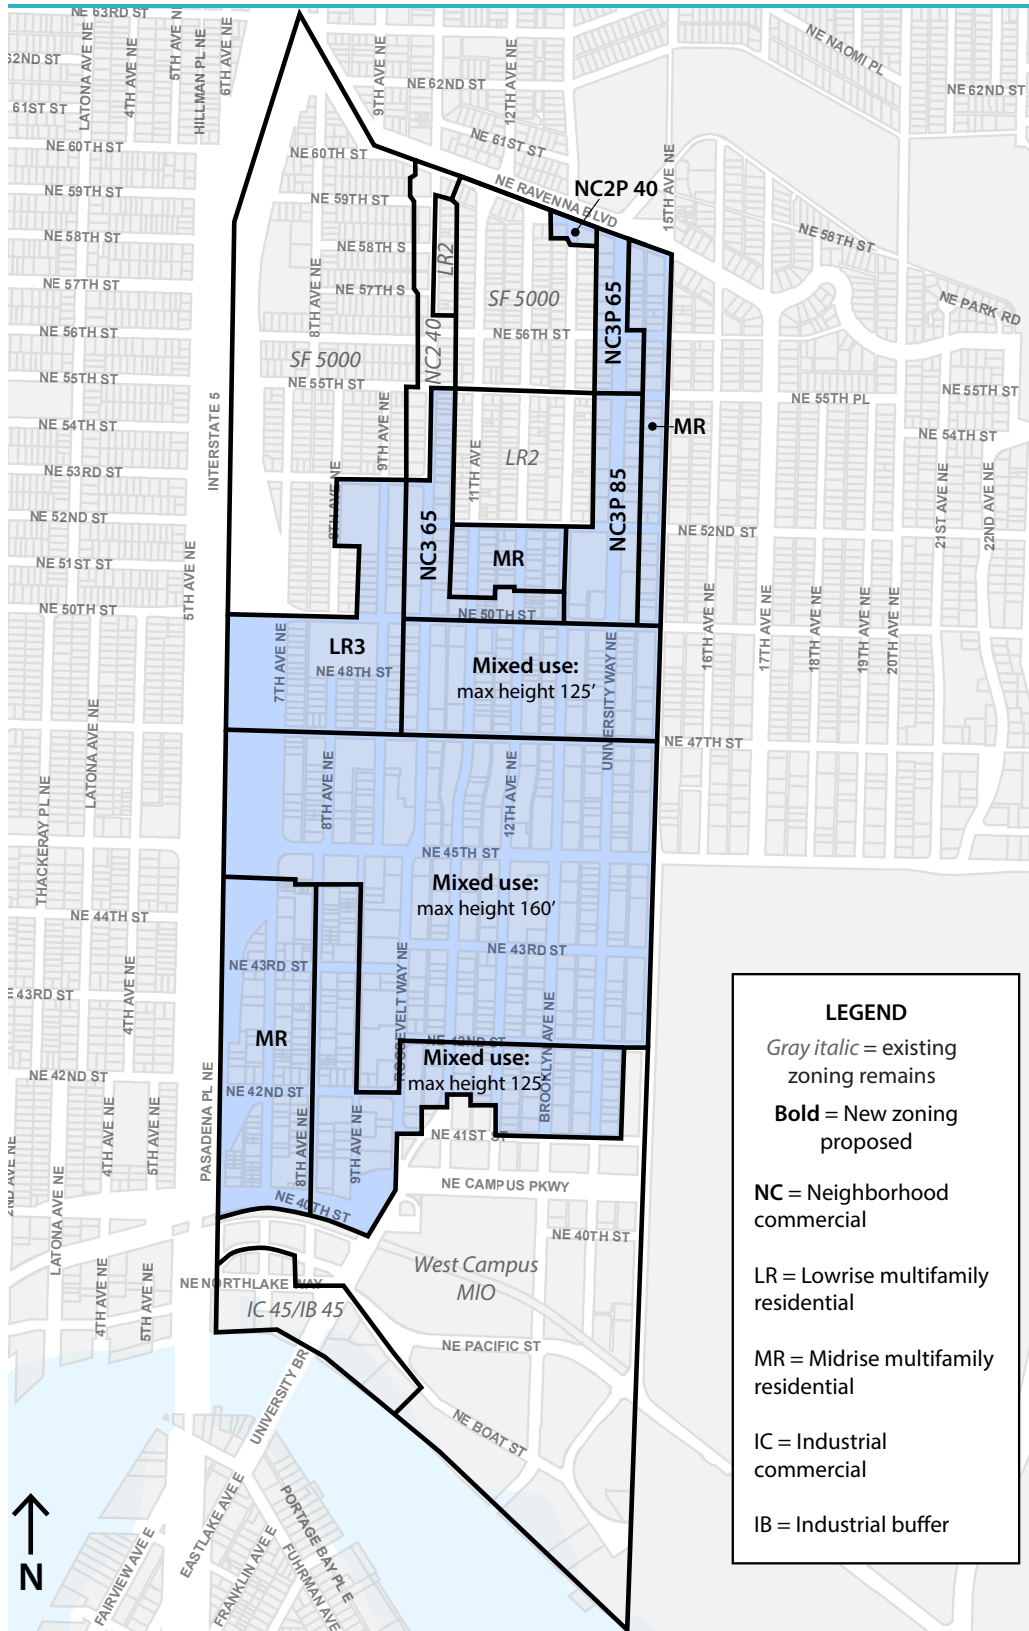 NE 63RD ST
LATONA AVE NE
4TH AVE NE
5TH AVE NE
HILLMAN PL NE
6TH AVE NE
9TH AVE NE
12TH AVE NE
NE NAOMI PL
NE 62ND ST
NE 62ND ST
61ST ST
NE 60TH ST
NE 61ST ST
NE 60TH ST
15TH AVE NE
NE RAVENNA BLVD
NC2P 40
NE 59TH ST
NE 59TH ST
NE 58TH ST
NE 58TH S
NE 58TH ST
LR2
NE 57TH ST
NE 57TH S
SF 5000
NC3P 65
NE PARK RD
8TH AVE NE
NE 56TH ST
NE 56TH ST
NC2 40
SF 5000
NE 55TH ST
NE 55TH ST
NE 55TH PL
NE 55TH ST
INTERSTATE 5
9TH AVE NE
NE 54TH ST
MR
NE 54TH ST
LR2
11TH AVE
NE 53RD ST
8TH AVE NE
NC3P 85
21ST AVE NE
22ND AVE NE
NE 52ND ST
NC3 65
NE 52ND ST
MR
NE 51ST ST
5TH AVE NE
NE 50TH ST
NE 50TH ST
16TH AVE NE
17TH AVE NE
18TH AVE NE
19TH AVE NE
20TH AVE NE
LR3
7TH AVE NE
NE 48TH ST
Mixed use:
max height 125’
UNIVERSITY WAY NE
LATONA AVE NE
NE 47TH ST
8TH AVE NE
12TH AVE NE
THACKERAY PL NE
NE 45TH ST
Mixed use:
max height 160’
NE 44TH ST
NE 43RD ST
NE 43RD ST
4TH AVE NE
ROOSEVELT WAY NE
E 43RD ST
BROOKLYN AVE NE
MR
NE 42ND ST
Mixed use:
max height 125’
NE 42ND ST
NE 42ND ST
PASADENA PL NE
4TH AVE NE
5TH AVE NE
8TH AVE NE
9TH AVE NE
NE 41ST ST
2ND AVE NE
LATONA AVE NE
NE CAMPUS PKWY
NE 40TH ST
NE 40TH ST
West Campus
MIO
NE NORTHLAKE WAY
IC 45/IB 45
4TH AVE NE
5TH AVE NE
NE PACIFIC ST
UNIVERSITY BR
NE BOAT ST
EASTLAKE AVE E
PORTAGE BAY PL E
FUHRMAN AVE
FAIRVIEW AVE E
FRANKLIN AVE E
N
LEGEND
Gray italic = existing
zoning remains
Bold = New zoning
proposed
NC = Neighborhood
commercial
LR = Lowrise multifamily
residential
MR = Midrise multifamily
residential
IC = Industrial
commercial
IB = Industrial buffer